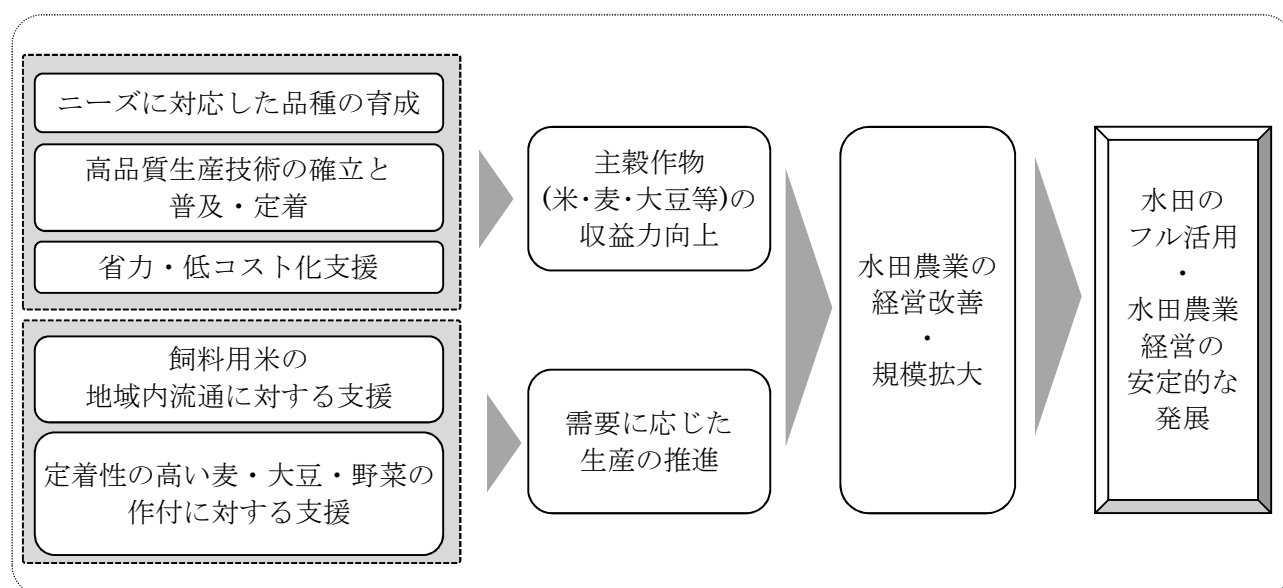 ニーズに対応した品種の育成
高品質生産技術の確立と
普及・定着
省力・低コスト化支援
飼料用米の
地域内流通に対する支援
定着性の高い麦・大豆・野菜の
作付に対する支援
主穀作物
(米・麦・大豆等)の
収益力向上
需要に応じた
生産の推進
水田農業の
経営改善
・
規模拡大
水田の
フル活用
・
水田農業
経営の
安定的な
発展